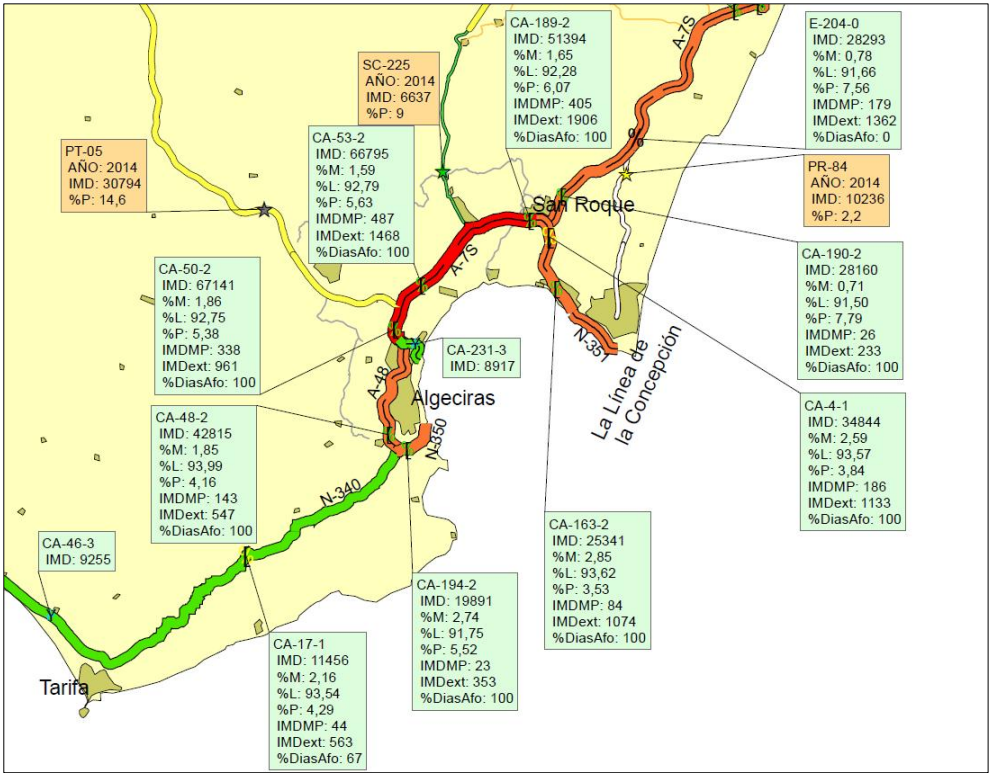 CA-189-2
IMD: 51394
%M: 1,65
%L: 92,28
%P: 6,07
IMDMP: 405
IMDext: 1906
%DiasAfo: 100
A-7S
E-204-0
IMD: 28293
%M: 0,78
%L: 91,66
%P: 7,56
IMDMP: 179
IMDext: 1362
%DiasAfo: 0
SC-225
AÑO: 2014
IMD: 6637
%P: 9
CA-53-2
IMD: 66795
%M: 1,59
%L: 92,79
%P: 5,63
IMDMP: 487
IMDext: 1468
%DiasAfo: 100
PT-05
AÑO: 2014
IMD: 30794
%P: 14,6
%
PR-84
AÑO: 2014
IMD: 10236
%P: 2,2
San Roque
A-7S
CA-190-2
IMD: 28160
%M: 0,71
%L: 91,50
%P: 7,79
IMDMP: 26
IMDext: 233
%DiasAfo: 100
CA-50-2
IMD: 67141
%M: 1,86
%L: 92,75
%P: 5,38
IMDMP: 338
IMDext: 961
%DiasAfo: 100
CA-231-3
IMD: 8917
N-351
La Línea de
la Concepción
A-48
Algeciras
N-350
CA-4-1
IMD: 34844
%M: 2,59
%L: 93,57
%P: 3,84
IMDMP: 186
IMDext: 1133
%DiasAfo: 100
CA-48-2
IMD: 42815
%M: 1,85
%L: 93,99
%P: 4,16
IMDMP: 143
IMDext: 547
%DiasAfo: 100
N-340
CA-46-3
IMD: 9255
CA-163-2
IMD: 25341
%M: 2,85
%L: 93,62
%P: 3,53
IMDMP: 84
IMDext: 1074
%DiasAfo: 100
CA-194-2
IMD: 19891
%M: 2,74
%L: 91,75
%P: 5,52
IMDMP: 23
IMDext: 353
%DiasAfo: 100
CA-17-1
IMD: 11456
%M: 2,16
%L: 93,54
%P: 4,29
IMDMP: 44
IMDext: 563
%DiasAfo: 67
Tarifa